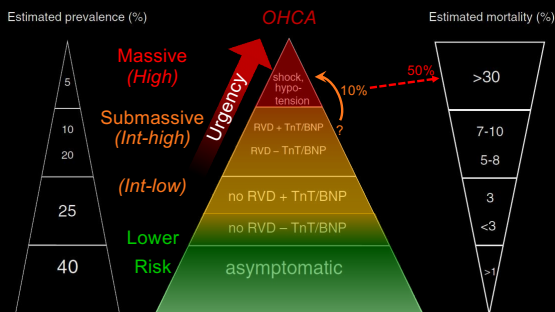 Estimated prevalence (%)
OHCA
Estimated mortality (%)
Massive
(High)
5
shock,
hypo-
tension
Urgency
10%
50%
>30
Submassive
(Int-high)
10
20
RVD + TnT/BNP
RVD – TnT/BNP
?
7-10
5-8
(Int-low)
25
no RVD + TnT/BNP
no RVD – TnT/BNP
3
<3
Lower
Risk
40
asymptomatic
>1